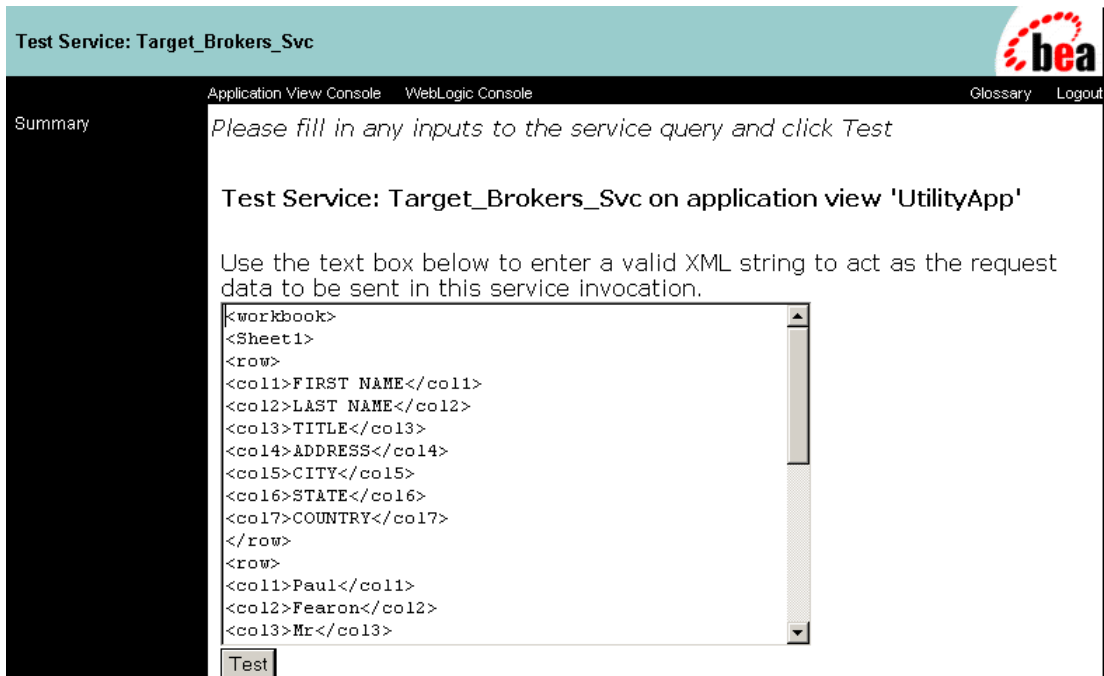 Test Service: Target_Brokers_Svc
bea
Application View Console WebLogic Console Glossary Logout
Summary
Please fill in any inputs to the service query and click Test
Test Service: Target_Brokers_Svc on application view 'UtilityApp'
Use the text box below to enter a valid XML string to act as the request
data to be sent in this service invocation.
<workbook>
<Sheet1>
<row>
<col1>FIRST NAME</col1>
<col2>LAST NAME</col2>
<col3>TITLE</col3>
<col4>ADDRESS</col4>
<col5>CITY</col5>
<col6>STATE</col6>
<col7>COUNTRY</col7>
</row>
<row>
<col1>Paul</col1>
<col2>Fearon</col2>
<col3>Mr</col3>
Test